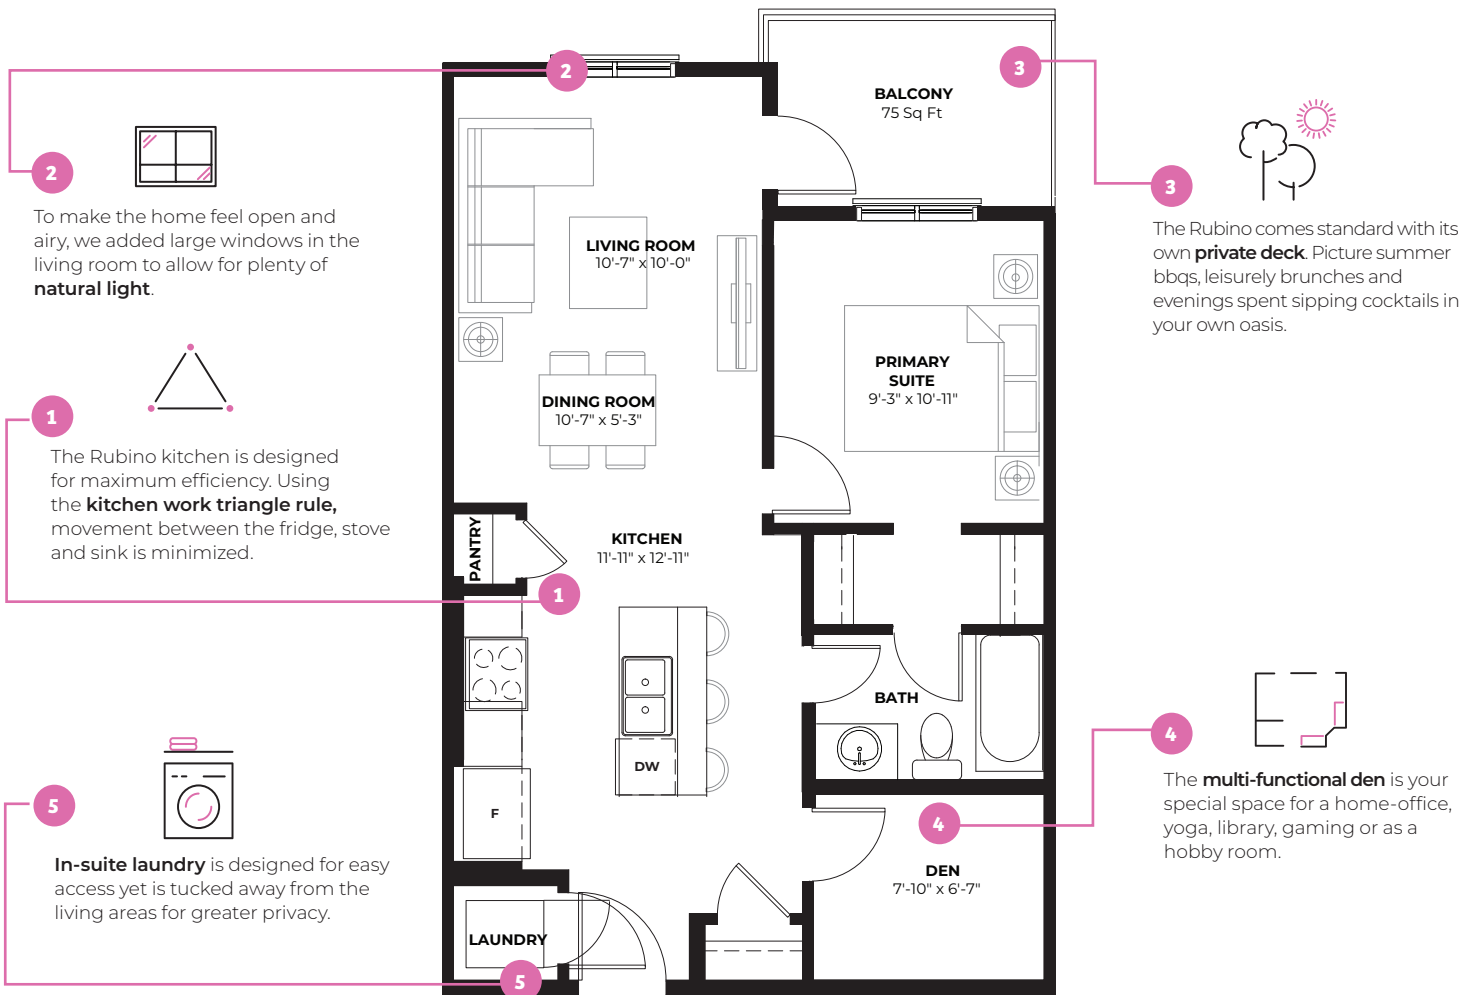 2
To make the home feel open and
airy, we added large windows in the
living room to allow for plenty of
natural light.
1
The Rubino kitchen is designed
for maximum efficiency. Using
the kitchen work triangle rule,
movement between the fridge, stove
and sink is minimized.
5
In-suite laundry is designed for easy
access yet is tucked away from the
living areas for greater privacy.
2
3
BALCONY
75 Sq Ft
LIVING ROOM
10'-7" x 10'-0"
PRIMARY
SUITE
9'-3" x 10'-11"
DINING ROOM
10'-7" x 5'-3"
PANTRY
KITCHEN
11'-11" x 12'-11"
1
BATH
DW
F
4
DEN
7'-10" x 6'-7"
LAUNDRY
5
3
The Rubino comes standard with its
own private deck. Picture summer
bbqs, leisurely brunches and
evenings spent sipping cocktails in
your own oasis.
4
The multi-functional den is your
special space for a home-office,
yoga, library, gaming or as a
hobby room.